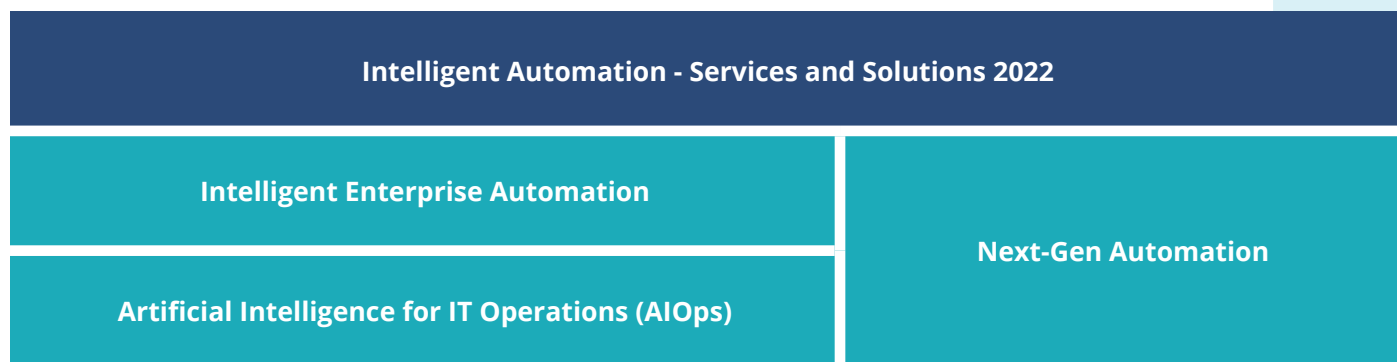 Intelligent Automation - Services and Solutions 2022
Intelligent Enterprise Automation
Next-Gen Automation
Artificial Intelligence for IT Operations (AIOps)